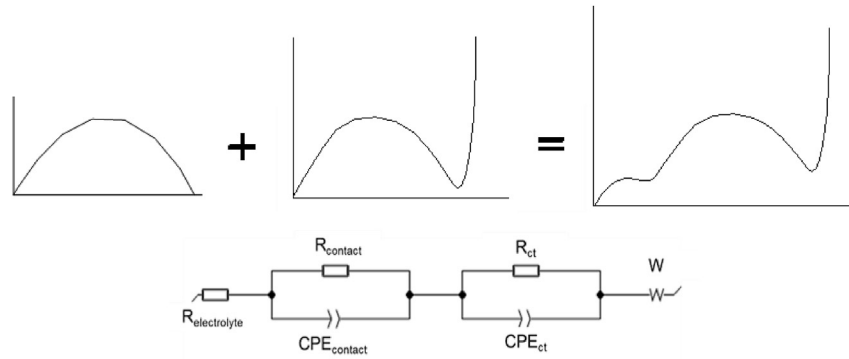 + =
R_contact R_ct W
R_electrolyte W
CPE_contact CPE_ct